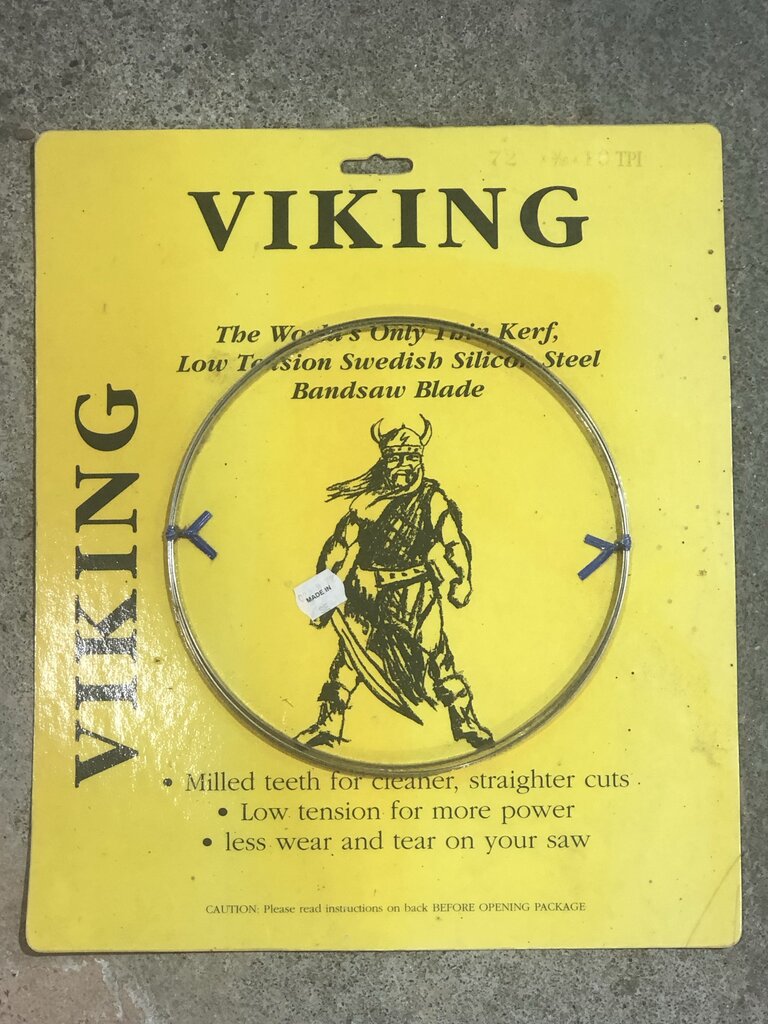 72 TPI
VIKING
The World's Only Thin Kerf,
Low Tension Swedish Silicon Steel
Bandsaw Blade
VIKING
MADE IN
• Milled teeth for cleaner, straighter cuts
• Low tension for more power
• less wear and tear on your saw
CAUTION: Please read instructions on back BEFORE OPENING PACKAGE